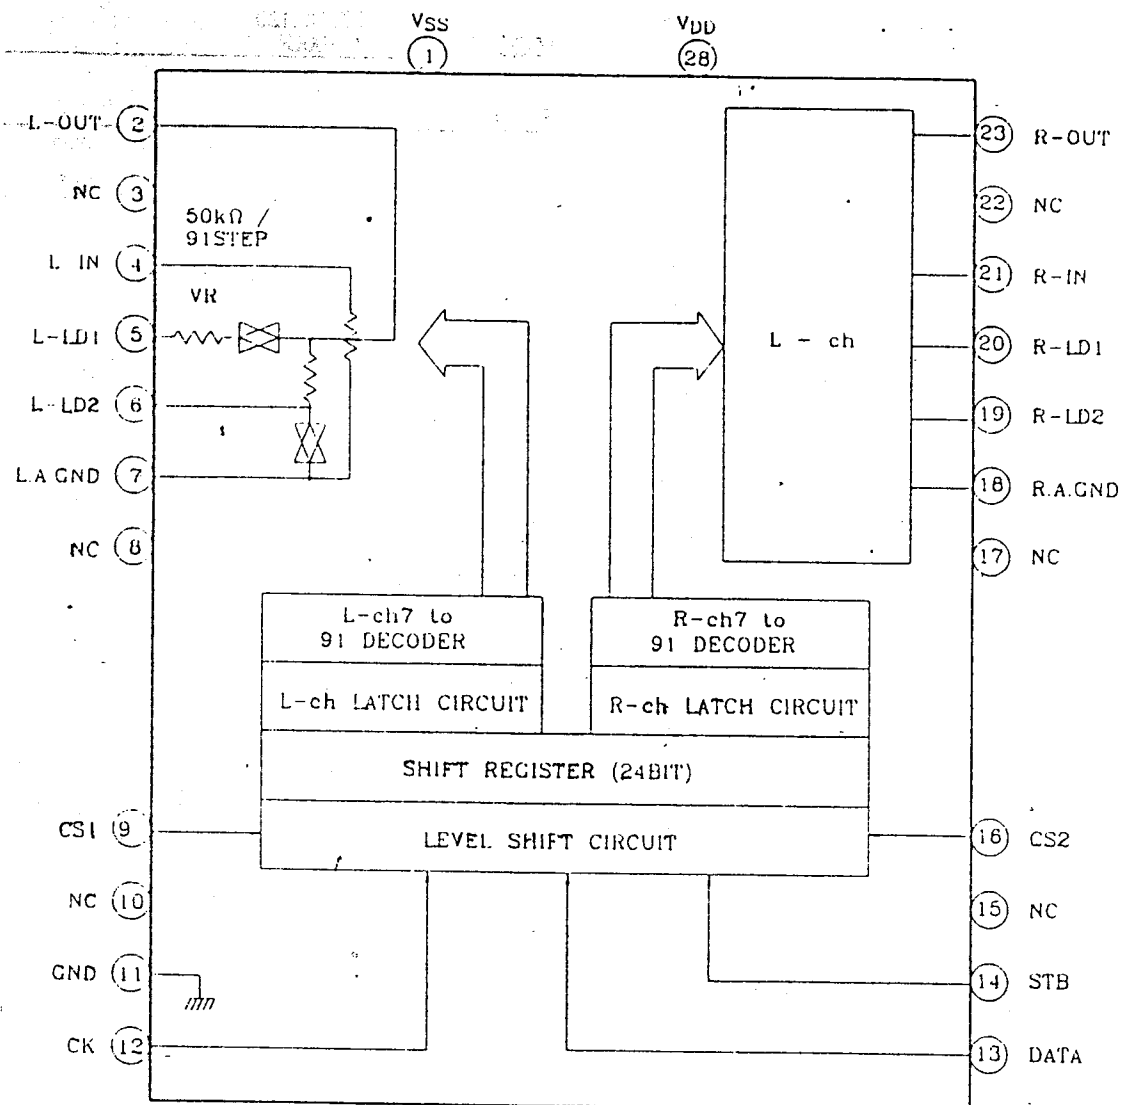 VSS
VDD
1
28
L-OUT 2
23 R-OUT
NC 3
22 NC
50kΩ /
91STEP
L IN 4
21 R-IN
VR
L-LD1 5
20 R-LD1
L - ch
L-LD2 6
19 R-LD2
L.A GND 7
18 R.A.GND
NC 8
17 NC
L-ch7 to
91 DECODER
R-ch7 to
91 DECODER
L-ch LATCH CIRCUIT
R-ch LATCH CIRCUIT
SHIFT REGISTER (24BIT)
CS1 9
LEVEL SHIFT CIRCUIT
16 CS2
NC 10
15 NC
GND 11
14 STB
CK 12
13 DATA